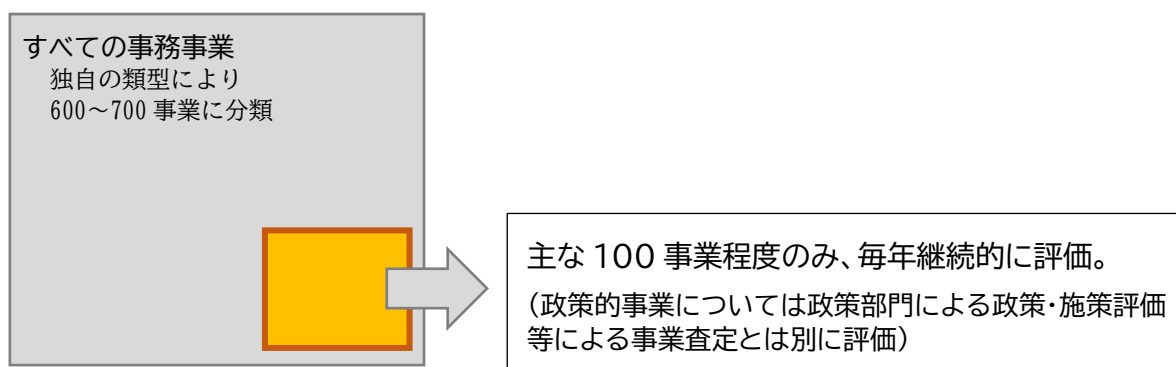 すべての事務事業
独自の類型により
600～700 事業に分類
主な 100 事業程度のみ、毎年継続的に評価。
（政策的事業については政策部門による政策・施策評価
等による事業査定とは別に評価）